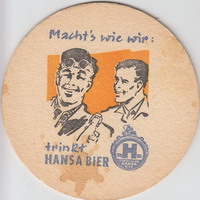 Macht's wie wir:
trinkt
HANSA BIER
H